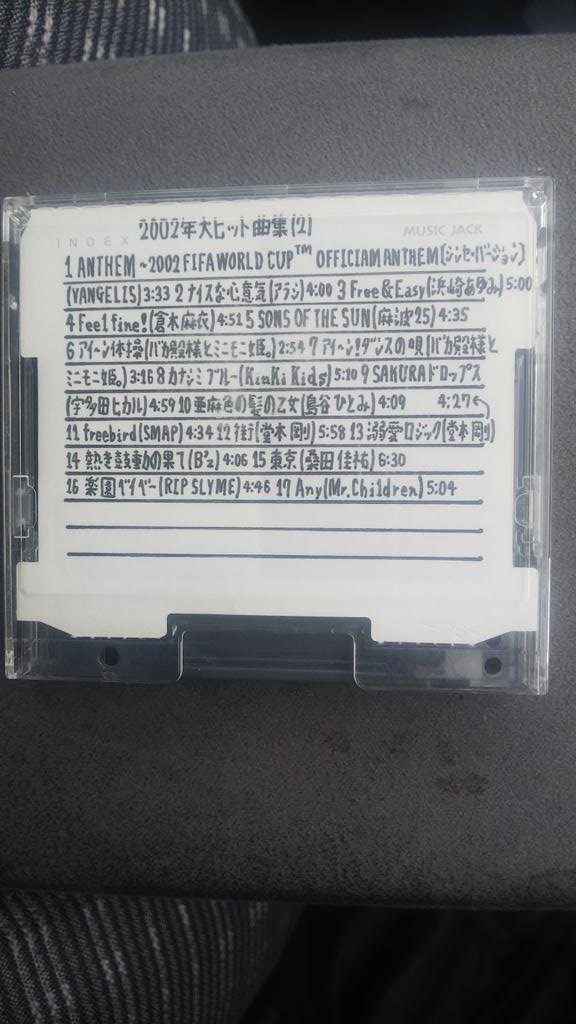 2002年大ヒット曲集(2)
INDEX
MUSIC JACK
1 ANTHEM~2002 FIFA WORLD CUP™ OFFICIAM ANTHEM(シンセ・バージョン)
(VANGELIS)3:33 2 ナイスな心意気(アラシ)4:00 3 Free & Easy(浜崎あゆみ)5:00
4 Feel fine!(倉木麻衣)4:51 5 SONS OF THE SUN(麻波25)4:35
6 アイ~ン体操(バカ殿様とミニモニ姫。)2:54 7 アイ~ン!ダンスの唄(バカ殿様と
ミニモニ姫。)3:16 8 カナシミブルー(KinKi Kids)5:10 9 SAKURAドロップス
(宇多田ヒカル)4:59 10 亜麻色の髪の乙女(島谷ひとみ)4:09 4:27
11 freebird(SMAP)4:34 12 街(堂本剛)5:58 13 溺愛ロジック(堂本剛)
14 熱き鼓動の果て(B'z)4:06 15 東京(桑田佳祐)6:30
16 楽園ベイベー(RIP SLYME)4:46 17 Any(Mr.Children)5:04